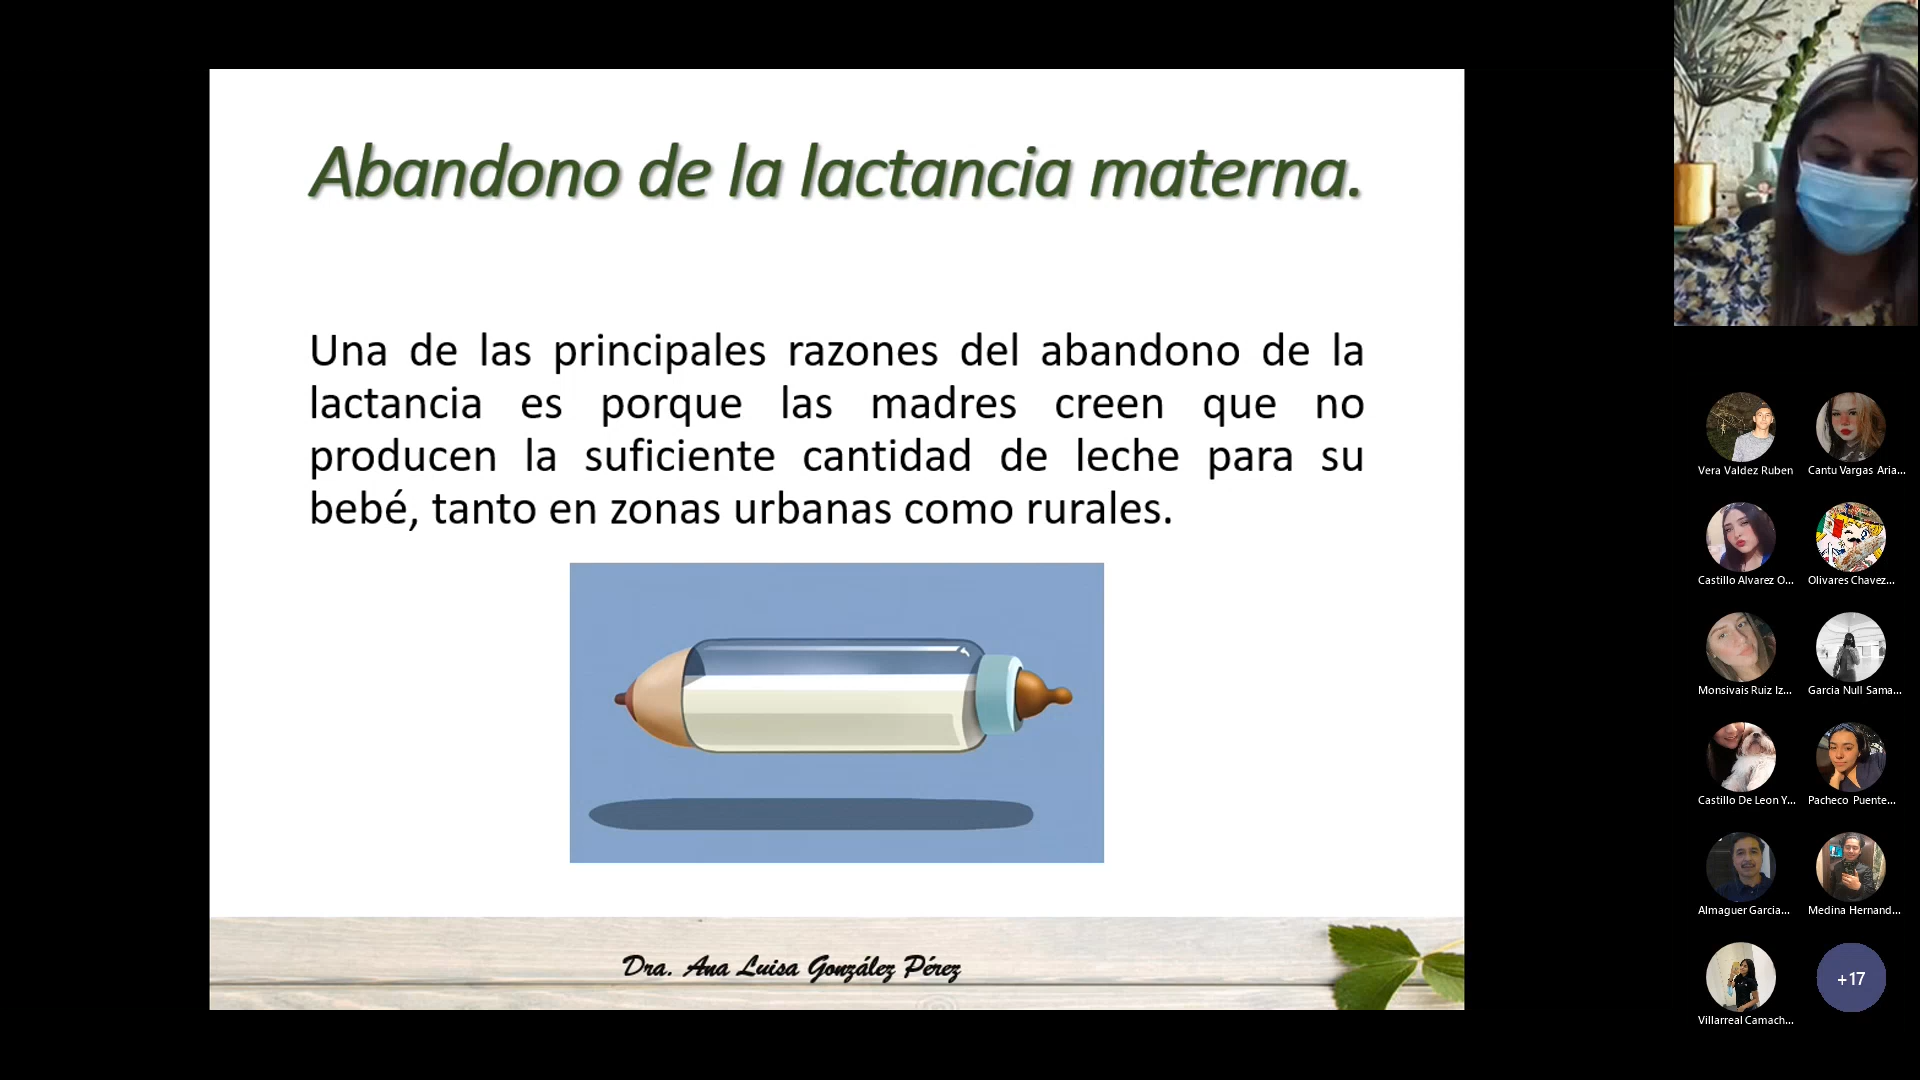 Abandono de la lactancia materna.
Una de las principales razones del abandono de la
lactancia es porque las madres creen que no
producen la suficiente cantidad de leche para su
bebé, tanto en zonas urbanas como rurales.
Dra. Ana Luisa González Pérez
Vera Valdez Ruben
Cantu Vargas Aria...
Castillo Alvarez O...
Olivares Chavez...
Monsivais Ruiz Iz...
Garcia Null Sama...
Castillo De Leon Y...
Pacheco Puente...
Almaguer Garcia...
Medina Hernand...
Villarreal Camach...
+17